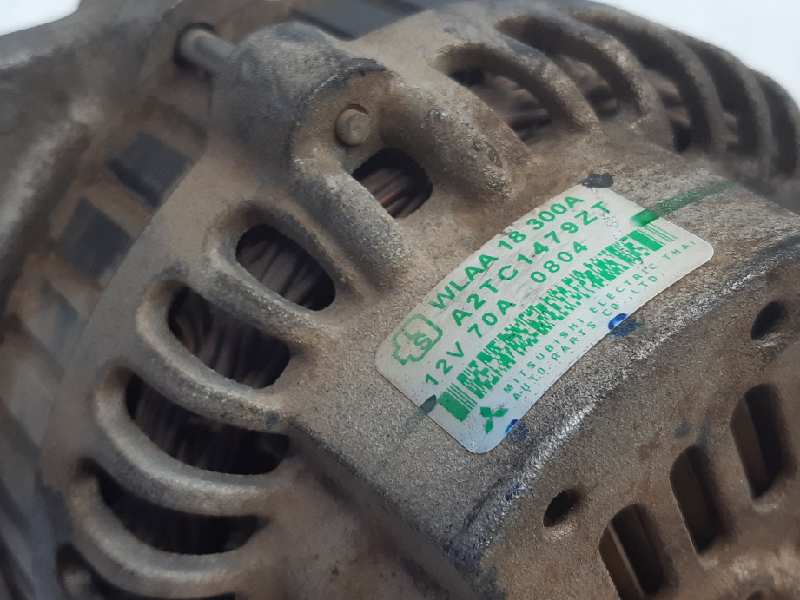 WLAA 18 300A
A2TC1479ZT
12V 70A 0804
MITSUBISHI ELECTRIC THAI
AUTO-PARTS CO., LTD.